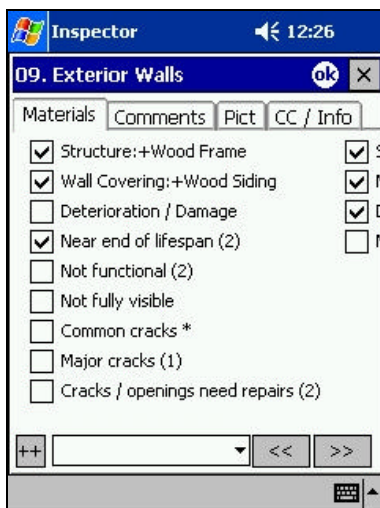 Inspector 12:26
09. Exterior Walls ok
Materials Comments Pict CC / Info
Structure:+Wood Frame
Wall Covering:+Wood Siding
Deterioration / Damage
Near end of lifespan (2)
Not functional (2)
Not fully visible
Common cracks *
Major cracks (1)
Cracks / openings need repairs (2)
++ << >>